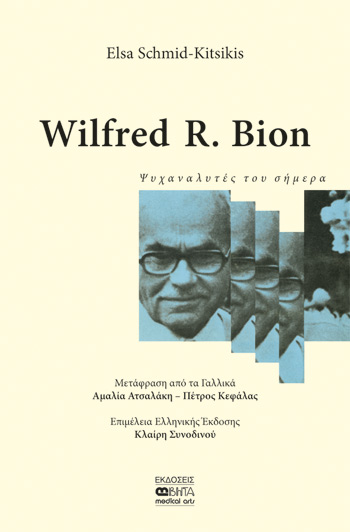 Elsa Schmid-Kitsikis
Wilfred R. Bion
Ψυχαναλυτές του σήμερα
Μετάφραση από τα Γαλλικά
Αμαλία Ατσαλάκη – Πέτρος Κεφάλας
Επιμέλεια Ελληνικής Έκδοσης
Κλαίρη Συνοδινού
ΕΚΔΟΣΕΙΣ
ΒΗΤΑ
medical arts